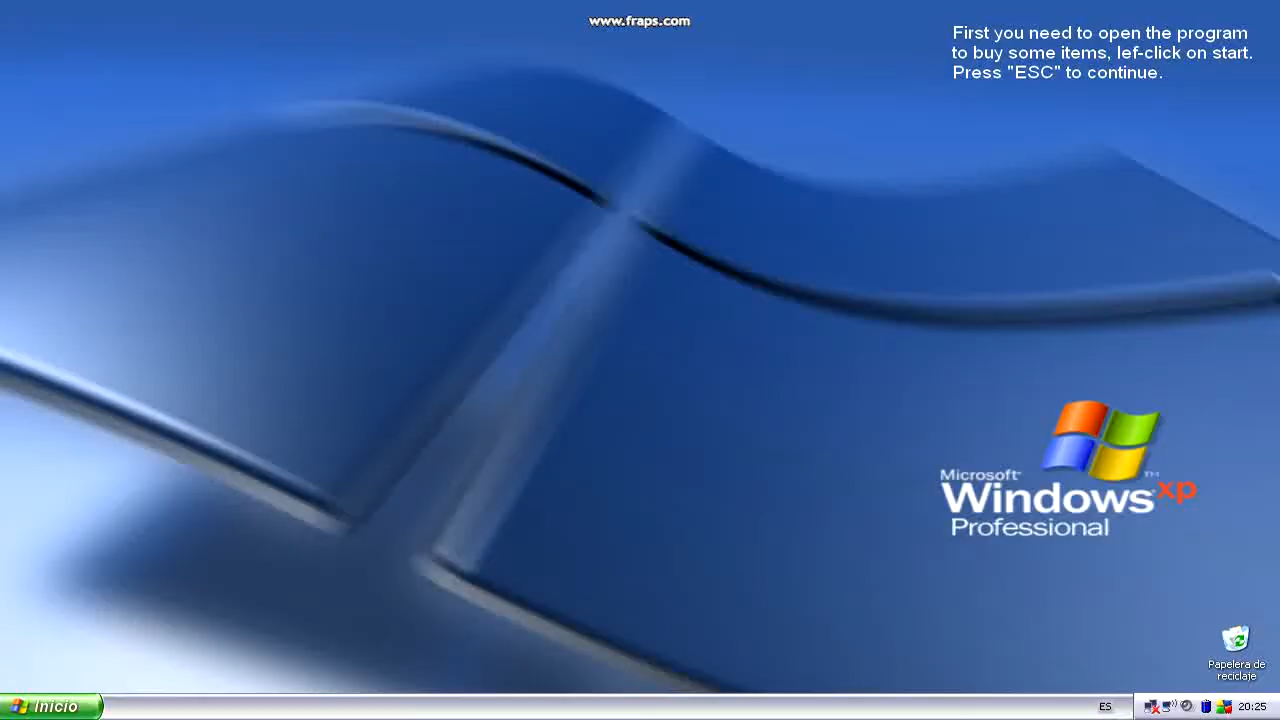 www.fraps.com
First you need to open the program
to buy some items, lef-click on start.
Press "ESC" to continue.
Microsoft
Windows xp
TM
Professional
Papelera de
reciclaje
Inicio
ES
20:25